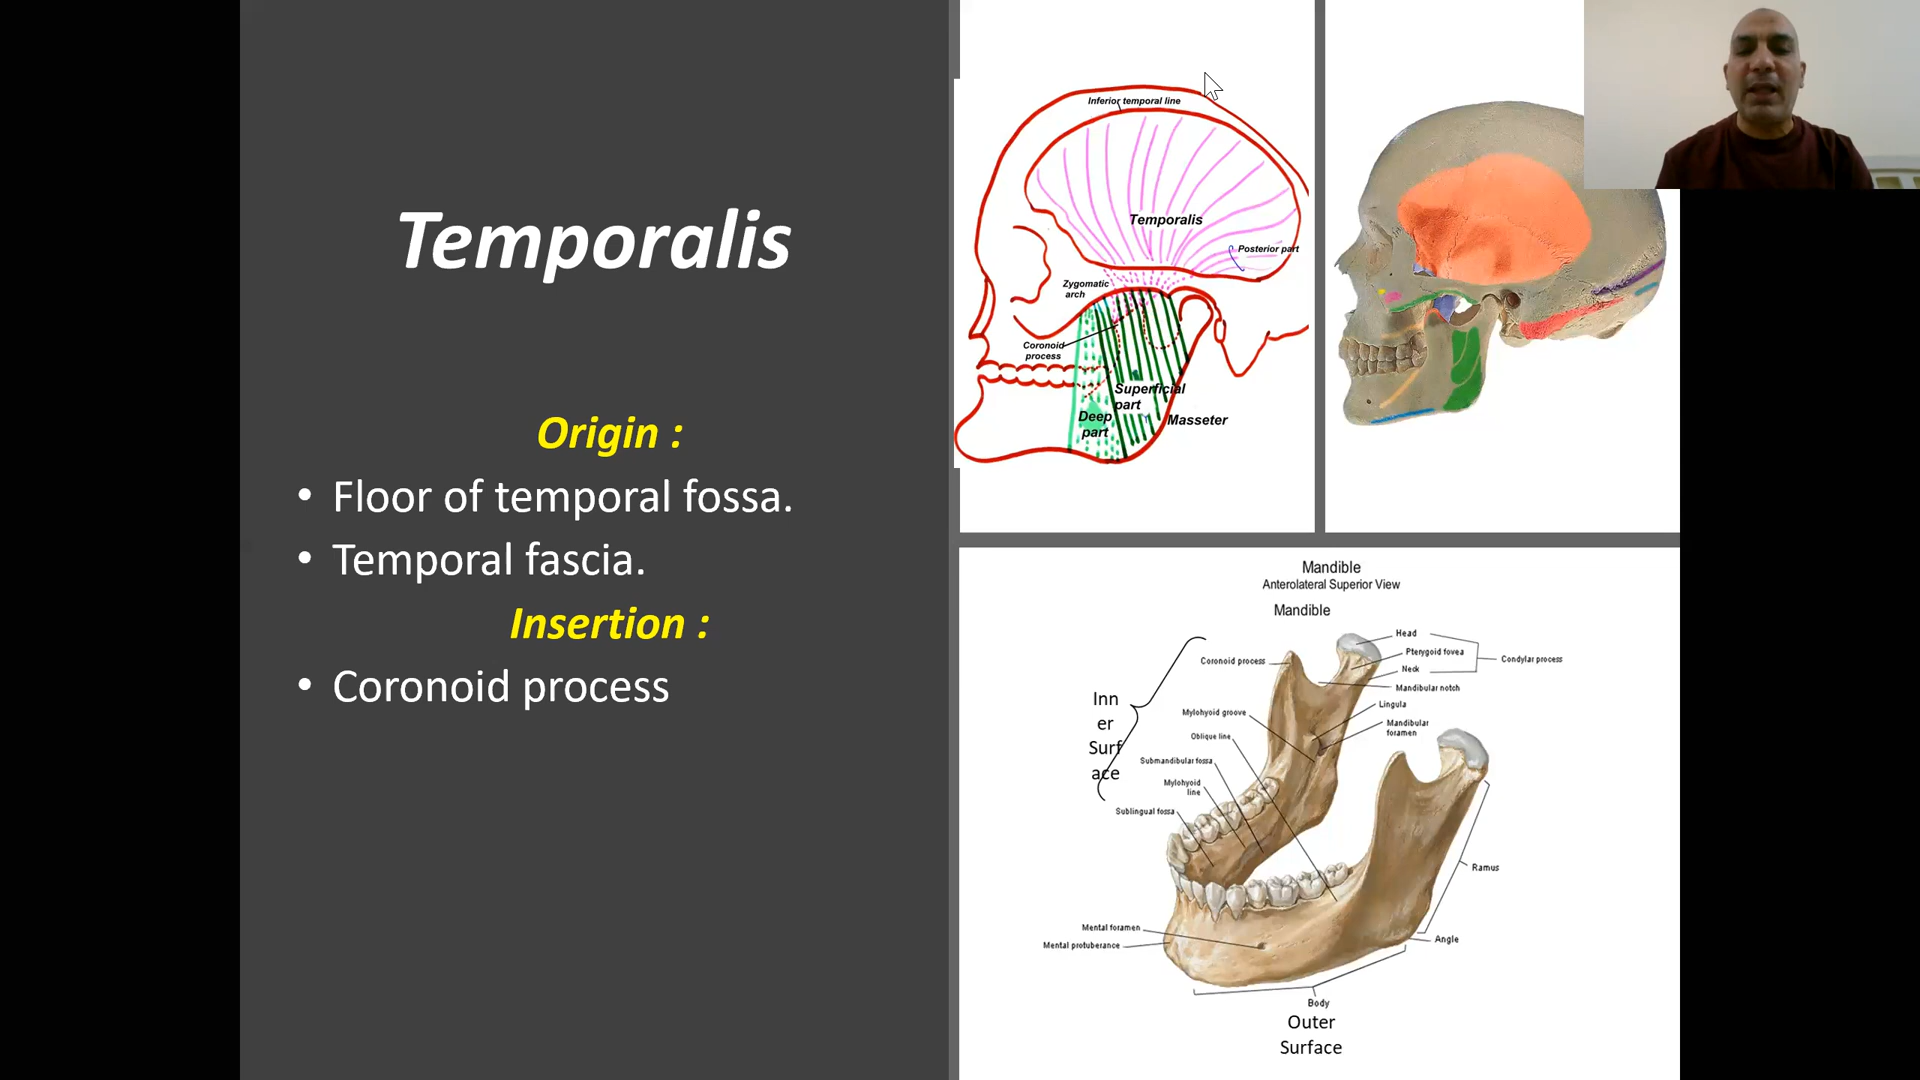 Temporalis
Origin :
• Floor of temporal fossa.
• Temporal fascia.
Insertion :
• Coronoid process
Inferior temporal line
Temporalis
Posterior part
Zygomatic
arch
Coronoid
process
Superficial
part
Deep
part
Masseter
Mandible
Anterolateral Superior View
Mandible
Head
Coronoid process
Pterygoid fovea
Condylar process
Neck
Mandibular notch
Inn
er
Surf
ace
Lingula
Mylohyoid groove
Mandibular
foramen
Oblique line
Submandibular fossa
Mylohyoid
line
Sublingual fossa
Ramus
Mental foramen
Angle
Mental protuberance
Body
Outer
Surface